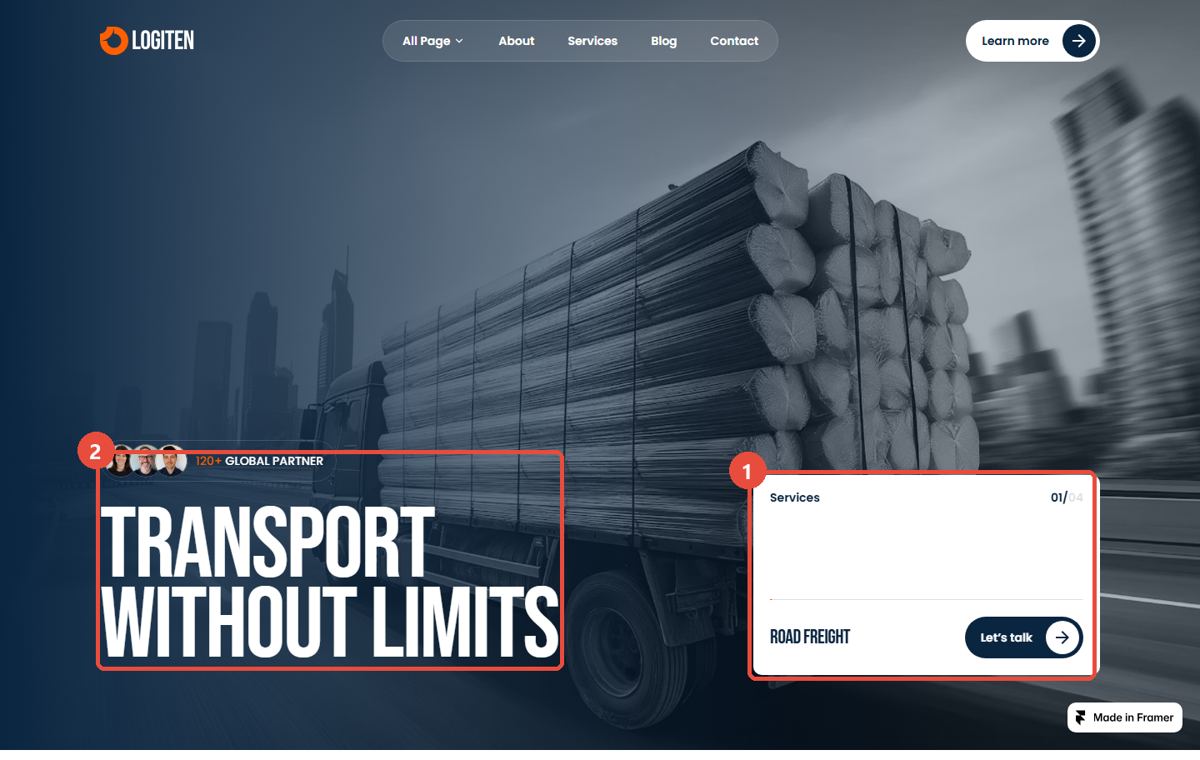 LOGITEN
All Page
About
Services
Blog
Contact
Learn more
2
120+ GLOBAL PARTNER
TRANSPORT
WITHOUT LIMITS
1
Services
01/04
ROAD FREIGHT
Let's talk
Made in Framer